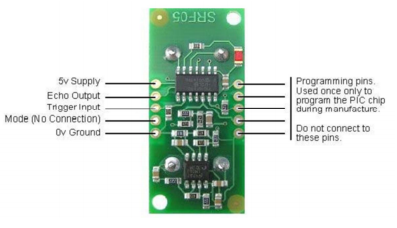 SRF05
5v Supply
Echo Output
Trigger Input
Mode (No Connection)
0v Ground
Programming pins.
Used once only to
program the PIC chip
during manufacture.
Do not connect to
these pins.